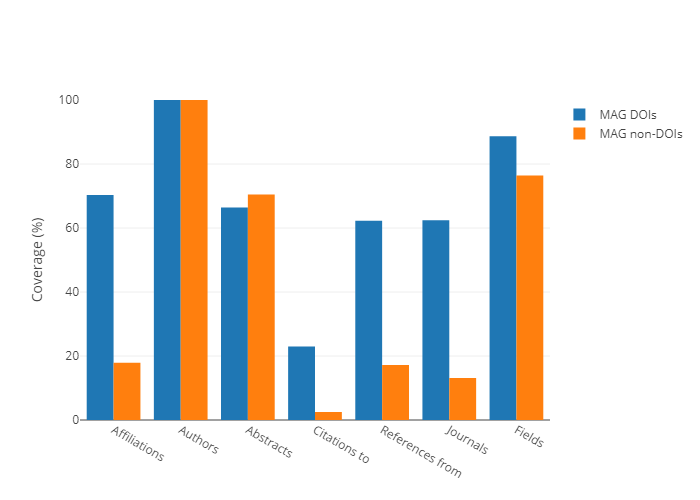 MAG DOIs
MAG non-DOIs
Coverage (%)
100
80
60
40
20
0
Affiliations
Authors
Abstracts
Citations to
References from
Journals
Fields